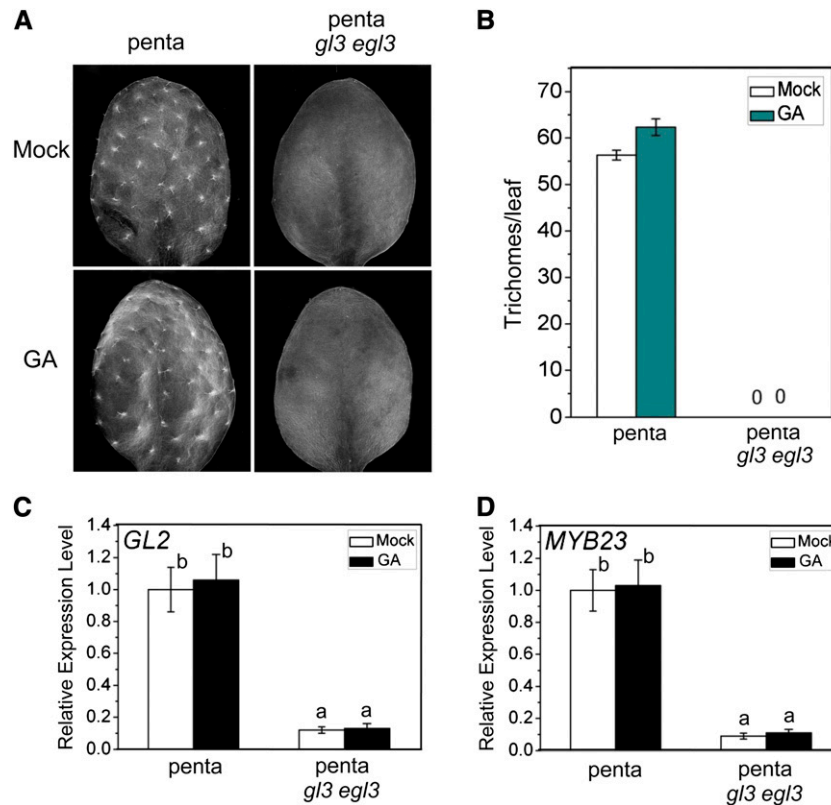 A
penta
penta
gl3 egl3
Mock
GA
B
Trichomes/leaf
70
60
50
40
30
20
10
0
Mock
GA
0 0
penta
penta
gl3 egl3
C
Relative Expression Level
1.4
1.2
1.0
0.8
0.6
0.4
0.2
0.0
GL2
Mock
GA
b
b
a
a
penta
penta
gl3 egl3
D
Relative Expression Level
1.4
1.2
1.0
0.8
0.6
0.4
0.2
0.0
MYB23
Mock
GA
b
b
a
a
penta
penta
gl3 egl3